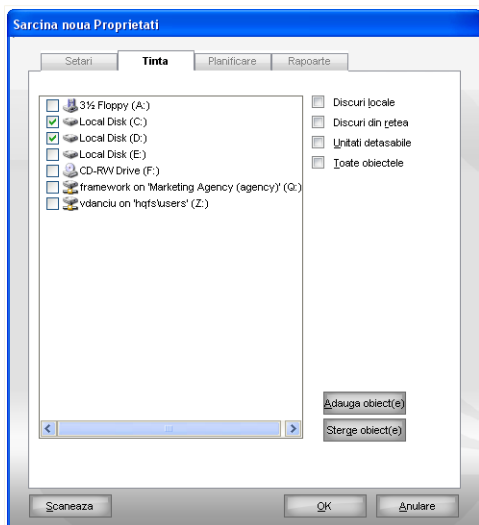 Sarcina noua Proprietati
Setari Tinta Planificare Rapoarte
3½ Floppy (A:)
Local Disk (C:)
Local Disk (D:)
Local Disk (E:)
CD-RW Drive (F:)
framework on 'Marketing Agency (agency)' (Q:)
vdanciu on 'hqfs\users' (Z:)
Discuri locale
Discuri din retea
Unitati detasabile
Toate obiectele
Adauga obiect(e)
Sterge obiect(e)
Scaneaza OK Anulare